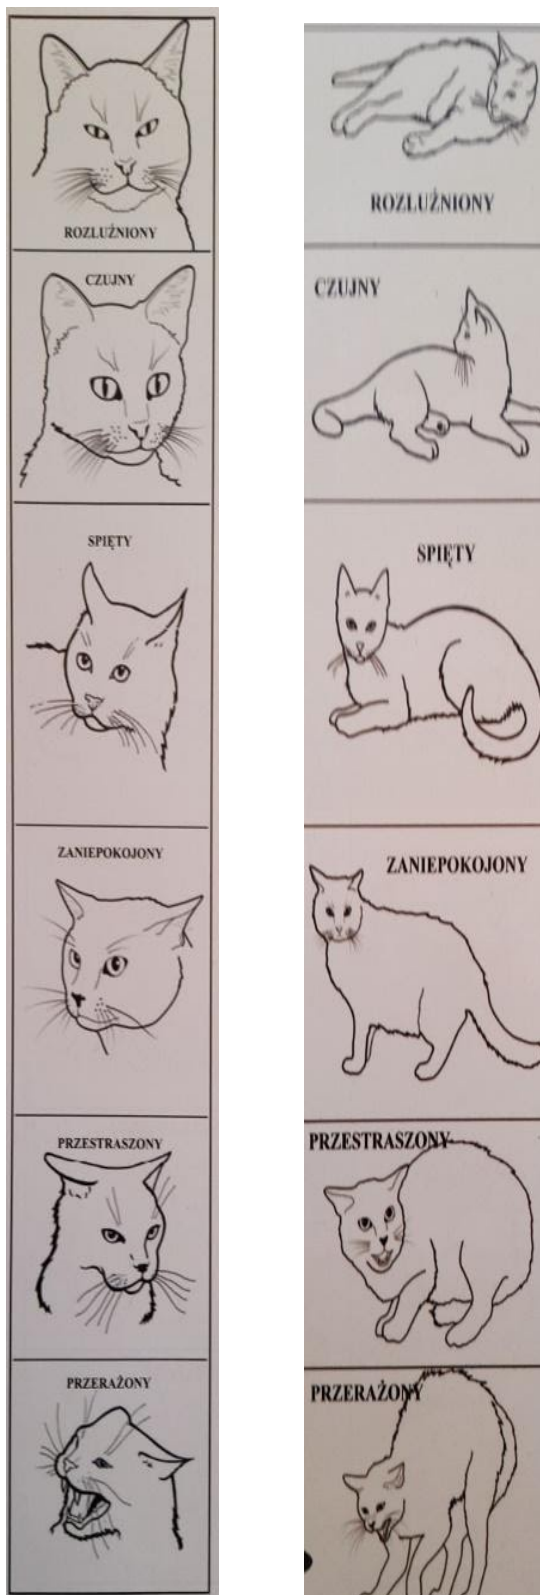 ROZLUŹNIONY
CZUJNY
SPIĘTY
ZANIEPOKOJONY
PRZESTRASZONY
PRZERAŻONY
ROZLUŹNIONY
CZUJNY
SPIĘTY
ZANIEPOKOJONY
PRZESTRASZONY
PRZERAŻONY